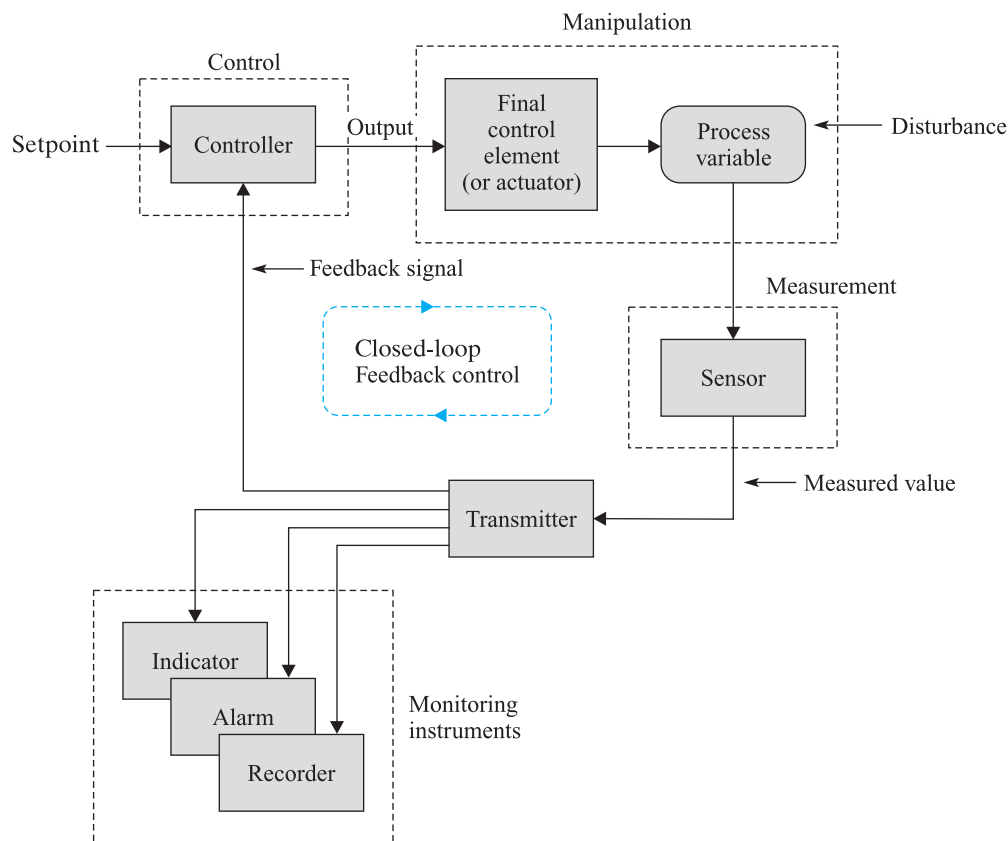 Manipulation
Control
Setpoint
Controller
Output
Final
control
element
(or actuator)
Process
variable
Disturbance
Feedback signal
Measurement
Closed-loop
Feedback control
Sensor
Measured value
Transmitter
Indicator
Alarm
Recorder
Monitoring
instruments